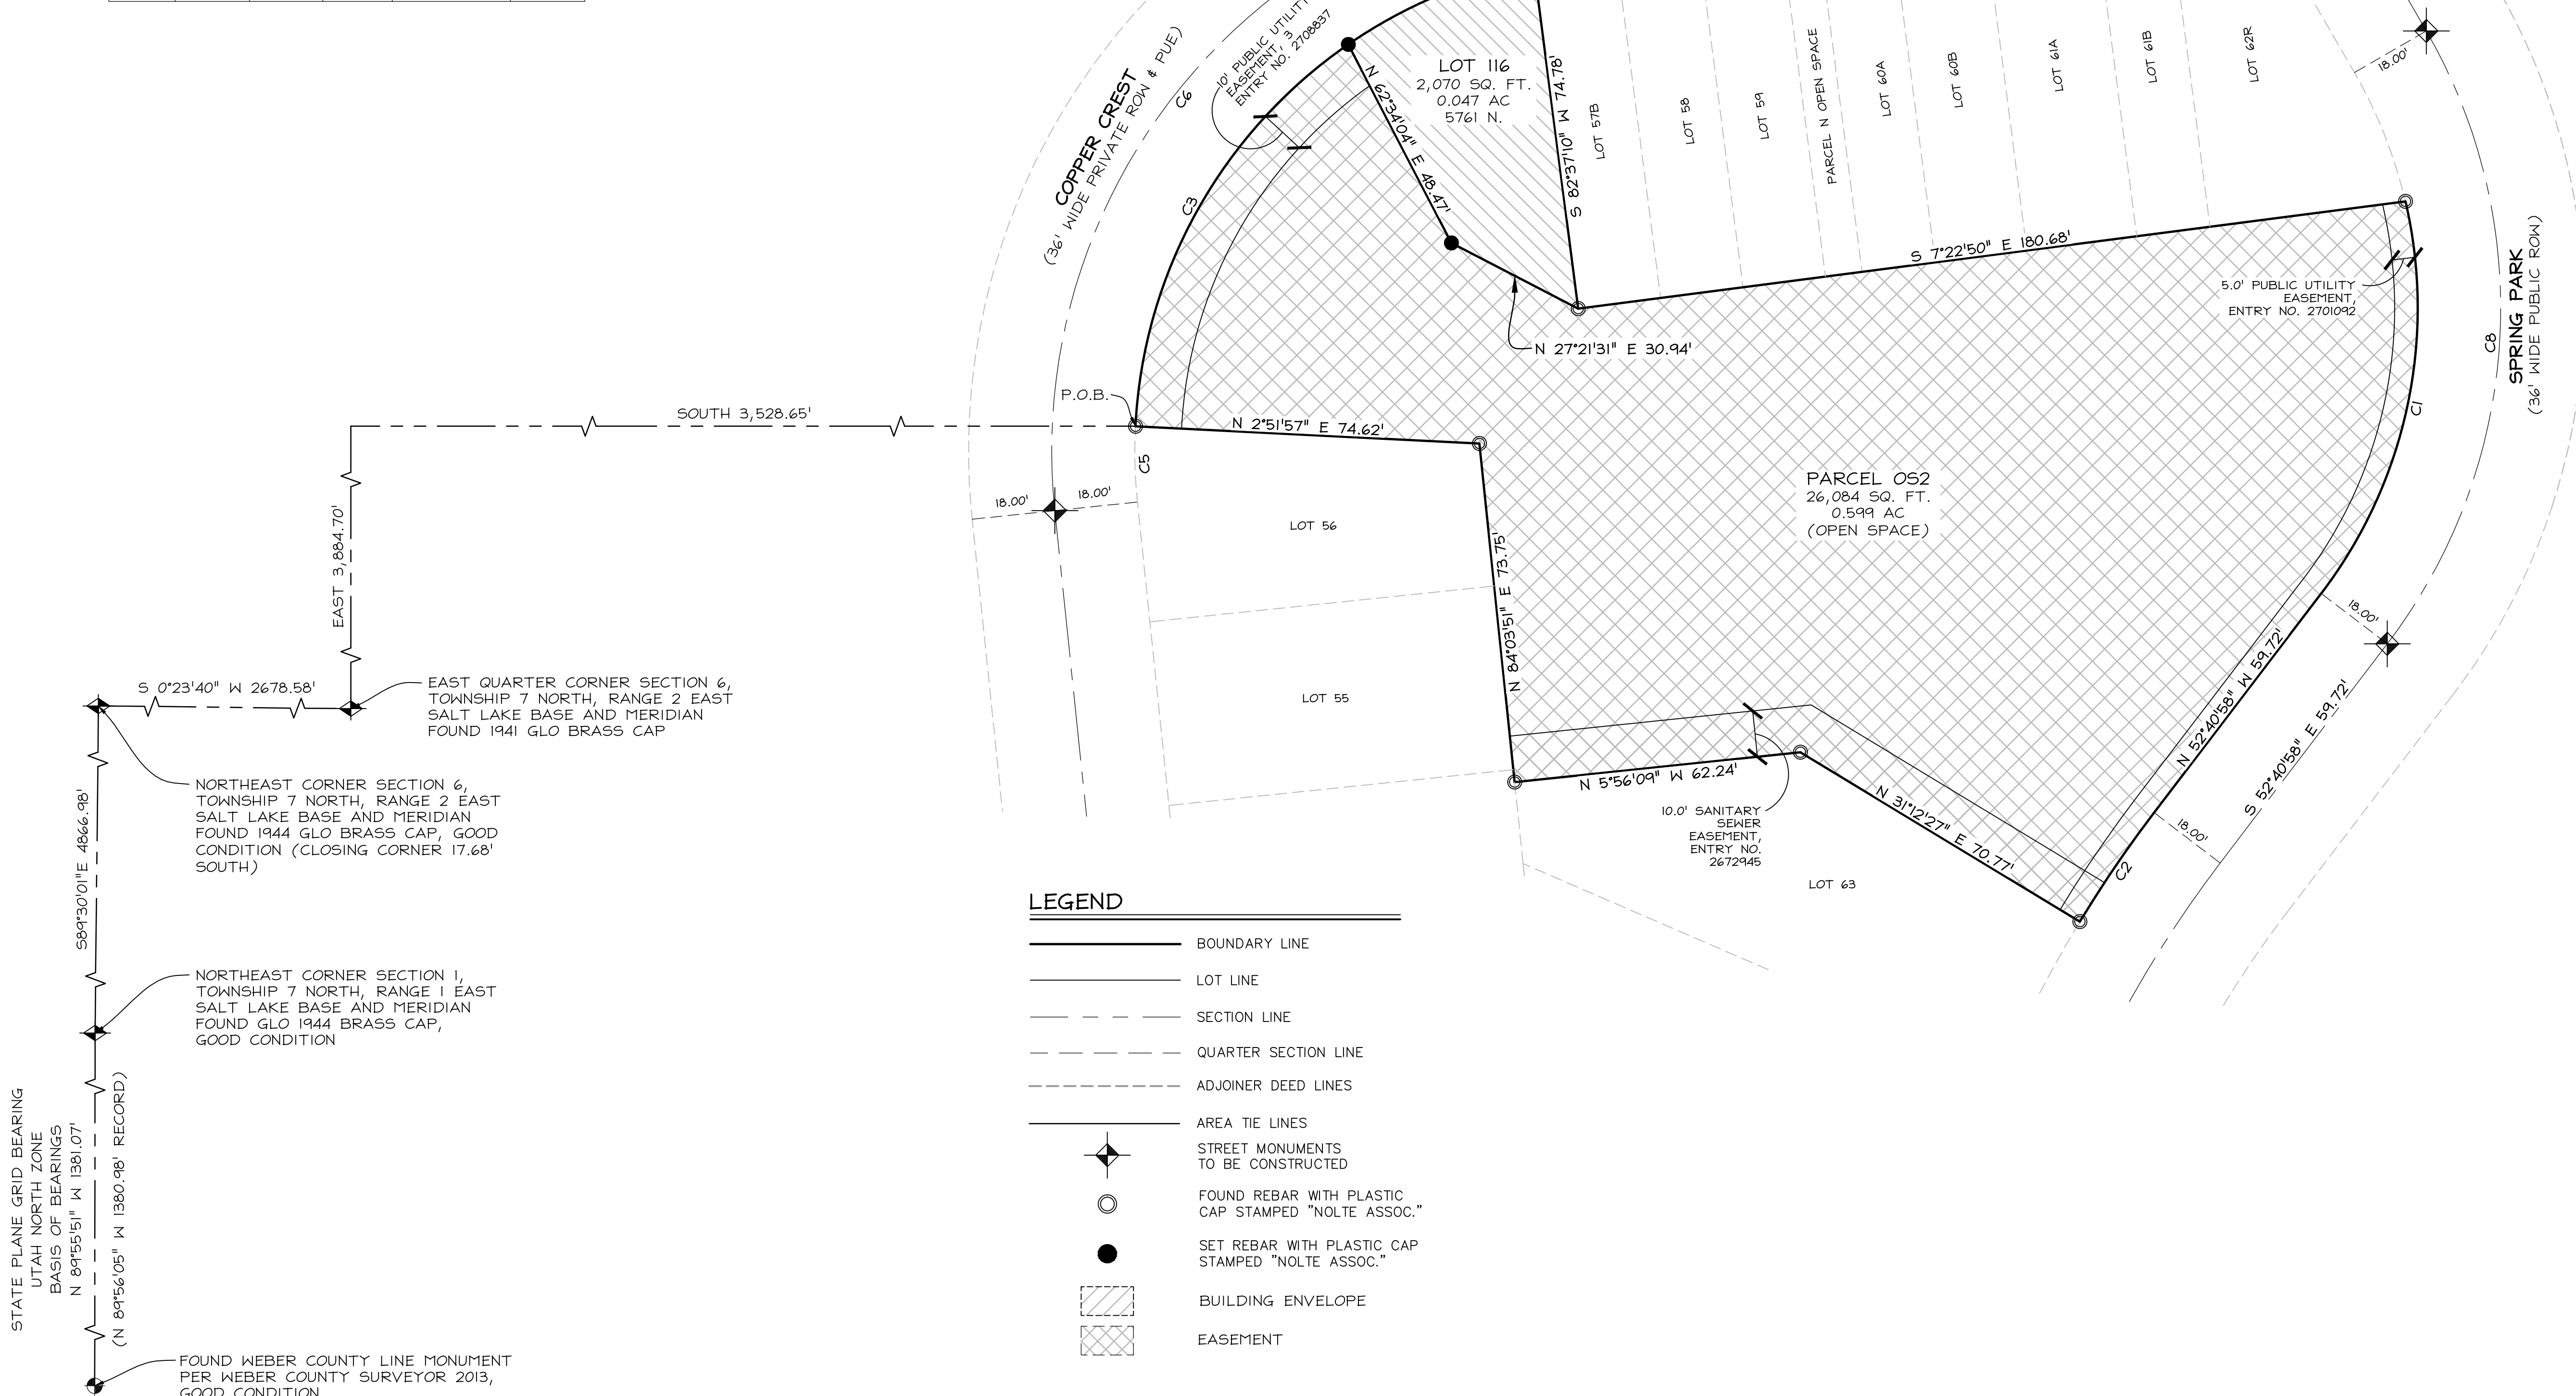 COPPER CREST
(36' WIDE PRIVATE ROW & PUE)
C6
10' PUBLIC UTILITY
EASEMENT, 3
ENTRY NO. 2708837
C3
N 62°34'04" E 48.47'
LOT 116
2,070 SQ. FT.
0.047 AC
5761 N.
S 82°37'10" W 74.78'
LOT 57B
LOT 58
LOT 59
PARCEL N OPEN SPACE
LOT 60A
LOT 60B
LOT 61A
LOT 61B
LOT 62R
18.00'
S 7°22'50" E 180.68'
5.0' PUBLIC UTILITY
EASEMENT,
ENTRY NO. 2701092
SPRING PARK
(36' WIDE PUBLIC ROW)
C8
C1
N 27°21'31" E 30.94'
P.O.B.
SOUTH 3,528.65'
N 2°51'57" E 74.62'
C5
18.00'
18.00'
EAST 3,884.70'
LOT 56
N 84°03'51" E 73.75'
PARCEL OS2
26,084 SQ. FT.
0.599 AC
(OPEN SPACE)
18.00'
N 52°40'58" W 59.72'
S 52°40'58" E 59.72'
18.00'
C2
LOT 55
N 5°56'09" W 62.24'
N 31°12'27" E 70.77'
10.0' SANITARY
SEWER
EASEMENT,
ENTRY NO.
2672945
LOT 63
S 0°23'40" W 2678.58'
EAST QUARTER CORNER SECTION 6,
TOWNSHIP 7 NORTH, RANGE 2 EAST
SALT LAKE BASE AND MERIDIAN
FOUND 1941 GLO BRASS CAP
S89°30'01"E 4866.98'
NORTHEAST CORNER SECTION 6,
TOWNSHIP 7 NORTH, RANGE 2 EAST
SALT LAKE BASE AND MERIDIAN
FOUND 1944 GLO BRASS CAP, GOOD
CONDITION (CLOSING CORNER 17.68'
SOUTH)
NORTHEAST CORNER SECTION 1,
TOWNSHIP 7 NORTH, RANGE 1 EAST
SALT LAKE BASE AND MERIDIAN
FOUND GLO 1944 BRASS CAP,
GOOD CONDITION
STATE PLANE GRID BEARING
UTAH NORTH ZONE
BASIS OF BEARINGS
N 89°55'51" W 1381.07'
(N 89°56'05" W 1380.98' RECORD)
FOUND WEBER COUNTY LINE MONUMENT
PER WEBER COUNTY SURVEYOR 2013,
GOOD CONDITION
LEGEND
BOUNDARY LINE
LOT LINE
SECTION LINE
QUARTER SECTION LINE
ADJOINER DEED LINES
AREA TIE LINES
STREET MONUMENTS
TO BE CONSTRUCTED
FOUND REBAR WITH PLASTIC
CAP STAMPED "NOLTE ASSOC."
SET REBAR WITH PLASTIC CAP
STAMPED "NOLTE ASSOC."
BUILDING ENVELOPE
EASEMENT